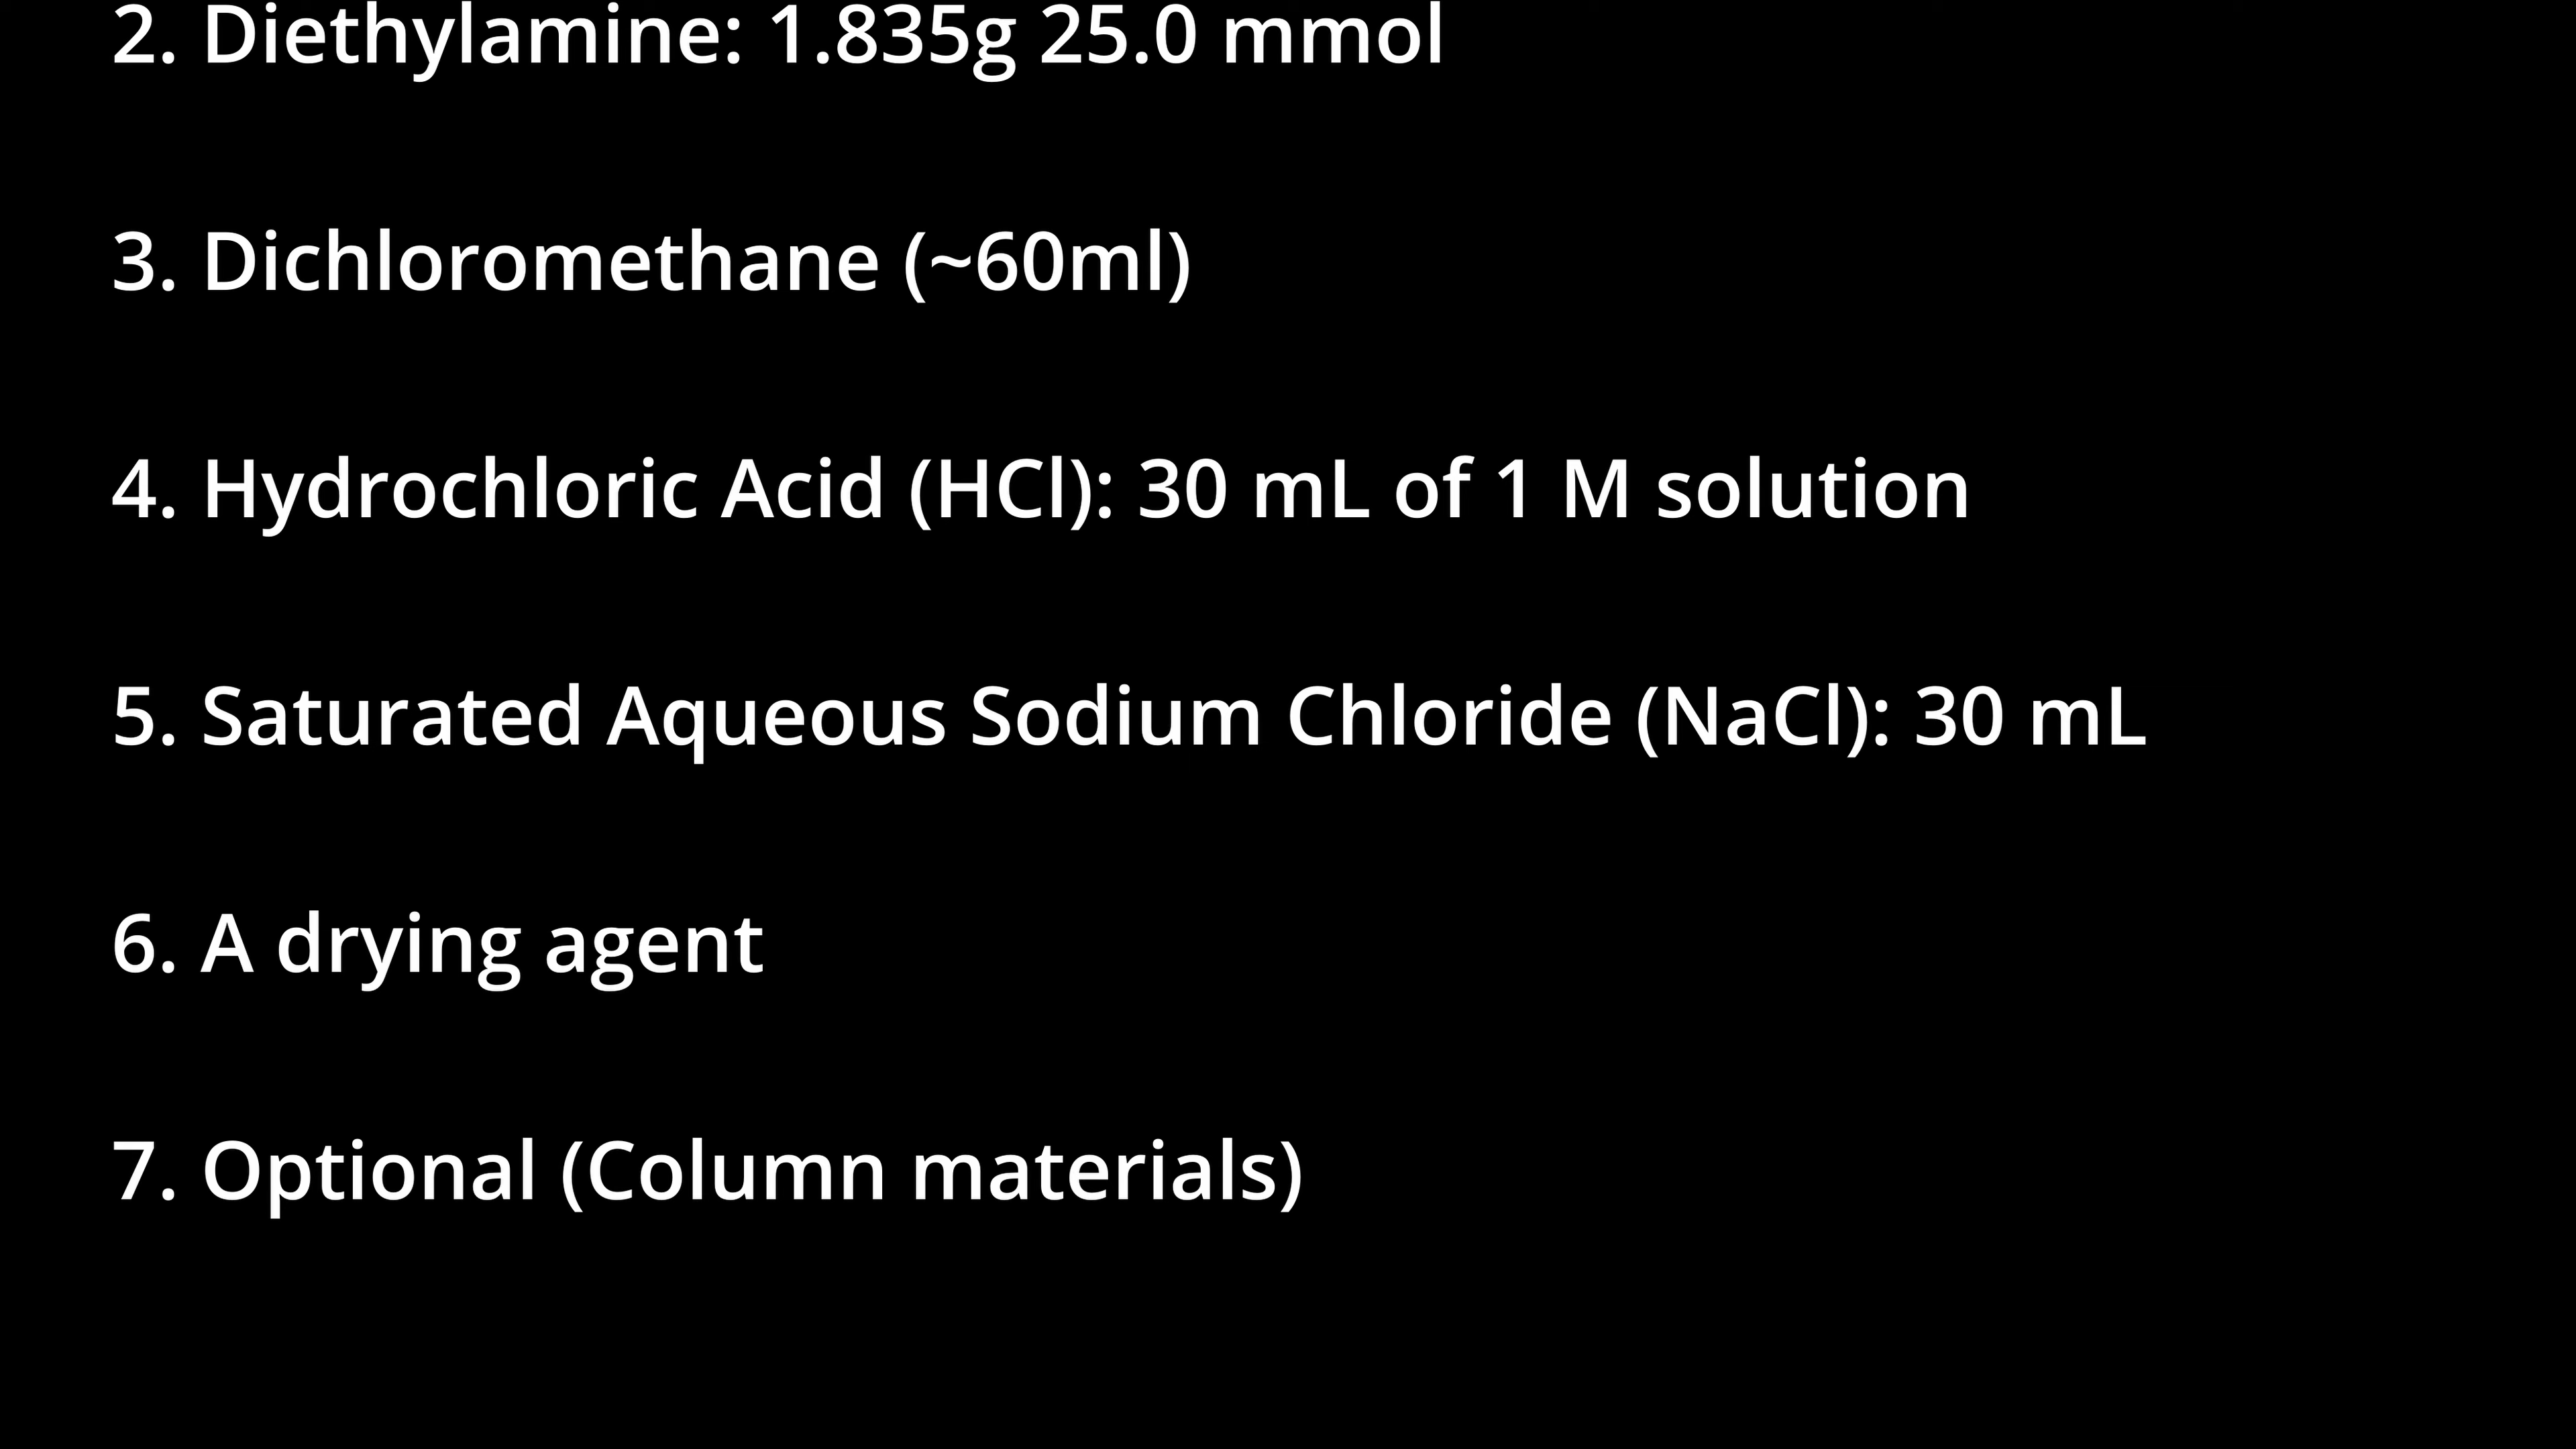 2. Diethylamine: 1.835g 25.0 mmol
3. Dichloromethane (~60ml)
4. Hydrochloric Acid (HCl): 30 mL of 1 M solution
5. Saturated Aqueous Sodium Chloride (NaCl): 30 mL
6. A drying agent
7. Optional (Column materials)